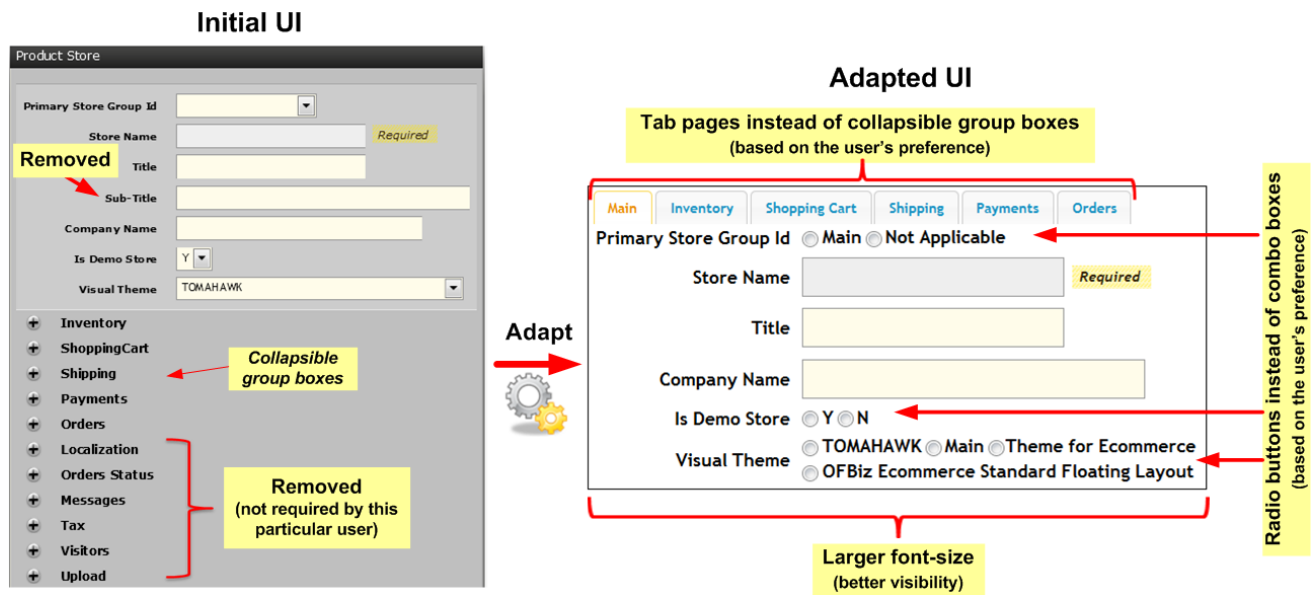 Initial UI
Product Store
Primary Store Group Id
Store Name
Required
Removed
Title
Sub-Title
Company Name
Is Demo Store
Y
Visual Theme
TOMAHAWK
Inventory
ShoppingCart
Shipping
Payments
Orders
Localization
Orders Status
Messages
Tax
Visitors
Upload
Collapsible
group boxes
Removed
(not required by this
particular user)
Adapt
Adapted UI
Tab pages instead of collapsible group boxes
(based on the user's preference)
Main Inventory Shopping Cart Shipping Payments Orders
Primary Store Group Id Main Not Applicable
Store Name
Required
Title
Company Name
Is Demo Store Y N
Visual Theme
TOMAHAWK Main Theme for Ecommerce
OFBiz Ecommerce Standard Floating Layout
Larger font-size
(better visibility)
Radio buttons instead of combo boxes
(based on the user's preference)